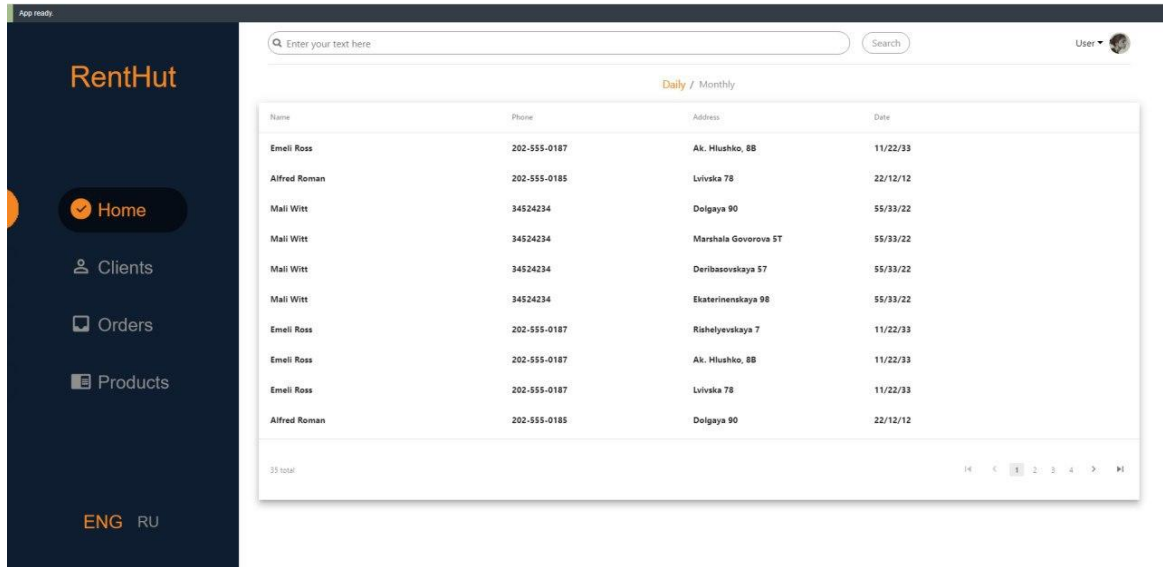 App ready.
Enter your text here
Search
User
RentHut
Daily / Monthly
Name Phone Address Date
Emeli Ross 202-555-0187 Ak. Hlushko, 8B 11/22/33
Alfred Roman 202-555-0185 Lvivska 78 22/12/12
Mali Witt 34524234 Dolgaya 90 55/33/22
Mali Witt 34524234 Marshala Govorova 5T 55/33/22
Mali Witt 34524234 Deribasovskaya 57 55/33/22
Mali Witt 34524234 Ekaterinenskaya 98 55/33/22
Emeli Ross 202-555-0187 Rishelyevskaya 7 11/22/33
Emeli Ross 202-555-0187 Ak. Hlushko, 8B 11/22/33
Emeli Ross 202-555-0187 Lvivska 78 11/22/33
Alfred Roman 202-555-0185 Dolgaya 90 22/12/12
Home
Clients
Orders
Products
35 total
1 2 3 4
ENG RU